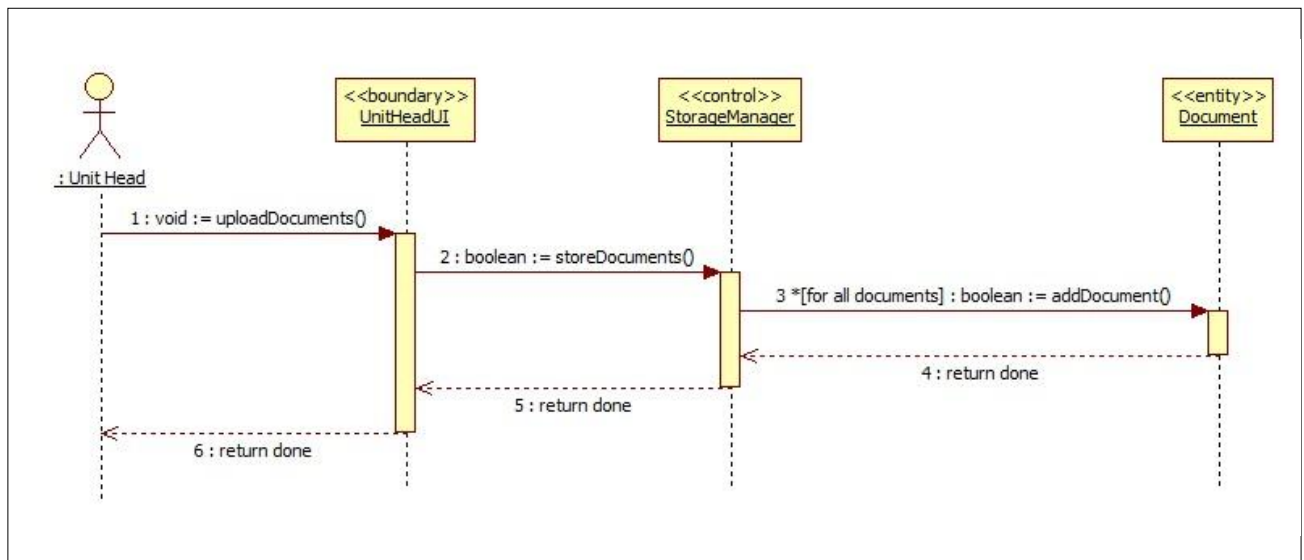 <<boundary>>
UnitHeadUI
<<control>>
StorageManager
<<entity>>
Document
: Unit Head
1 : void := uploadDocuments()
2 : boolean := storeDocuments()
3 *[for all documents] : boolean := addDocument()
4 : return done
5 : return done
6 : return done